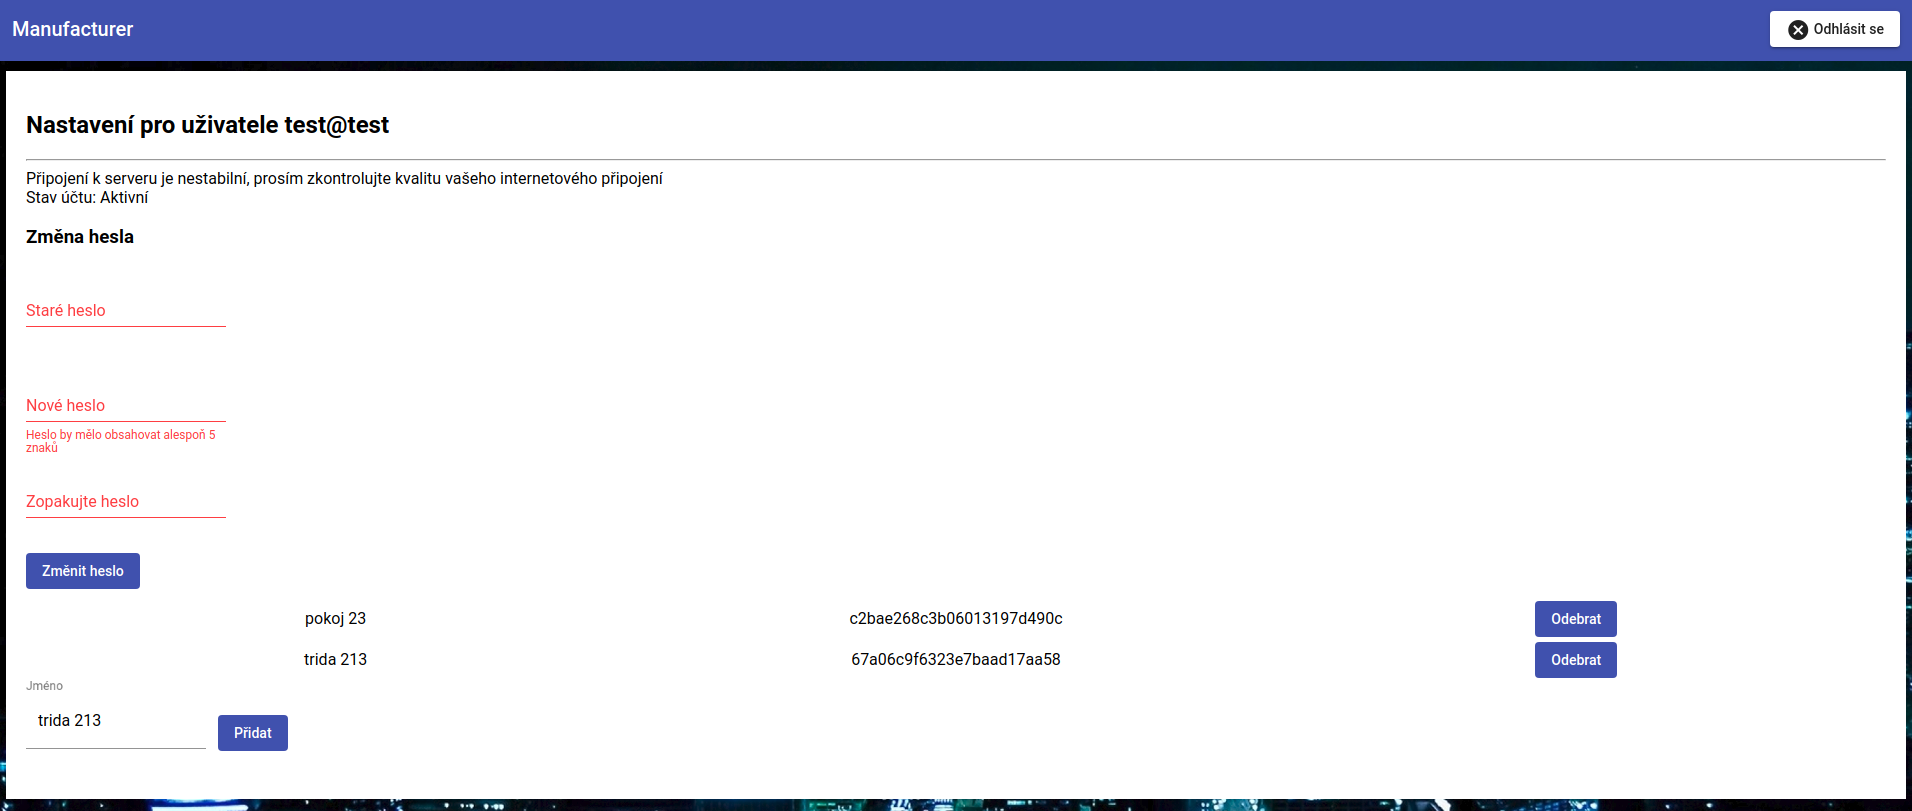 Manufacturer
Odhlásit se
Nastavení pro uživatele test@test
Připojení k serveru je nestabilní, prosím zkontrolujte kvalitu vašeho internetového připojení
Stav účtu: Aktivní
Změna hesla
Staré heslo
Nové heslo
Heslo by mělo obsahovat alespoň 5
znaků
Zopakujte heslo
Změnit heslo
pokoj 23 c2bae268c3b06013197d490c Odebrat
trida 213 67a06c9f6323e7baad17aa58 Odebrat
Jméno
trida 213
Přidat